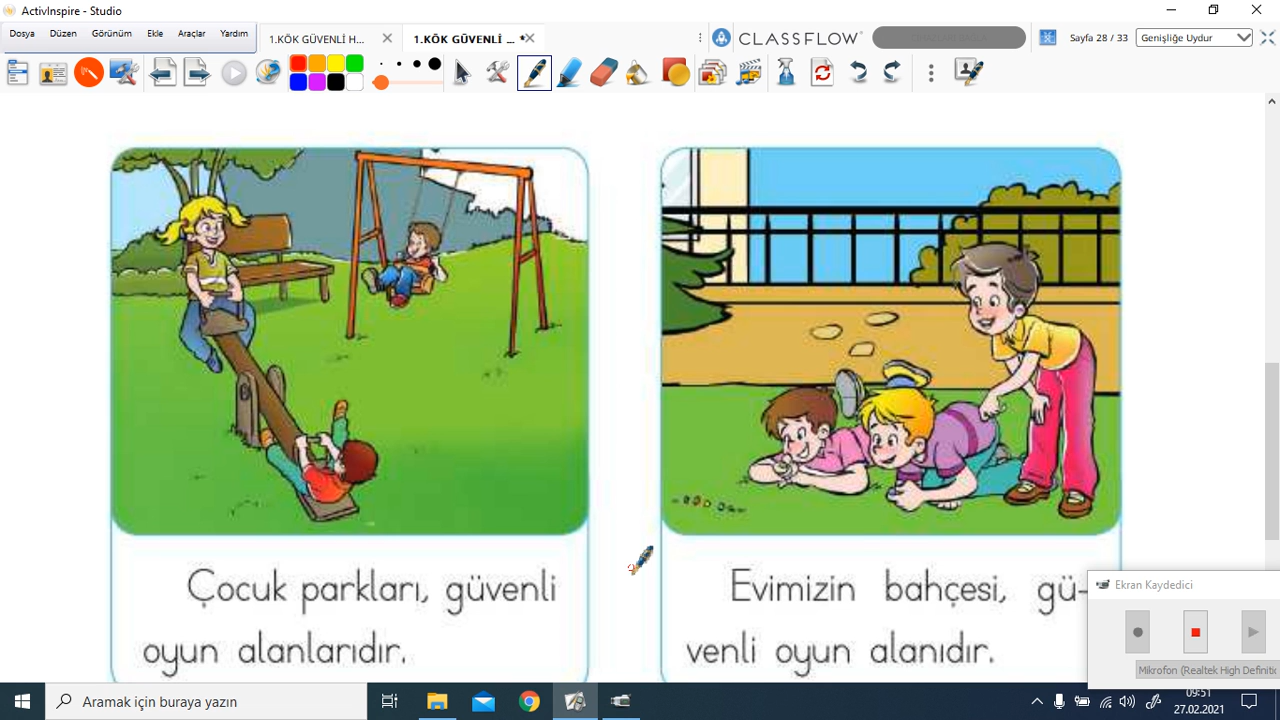 ActivInspire - Studio
Dosya Düzen Görünüm Ekle Araçlar Yardım
1.KÖK GÜVENLİ H...
1.KÖK GÜVENLİ ... *
CLASSFLOW
Sayfa 28 / 33
Genişliğe Uydur
Çocuk parkları, güvenli
oyun alanlarıdır.
Evimizin bahçesi, gü-
venli oyun alanıdır.
Ekran Kaydedici
Mikrofon (Realtek High Definitic
Aramak için buraya yazın
09:51
27.02.2021